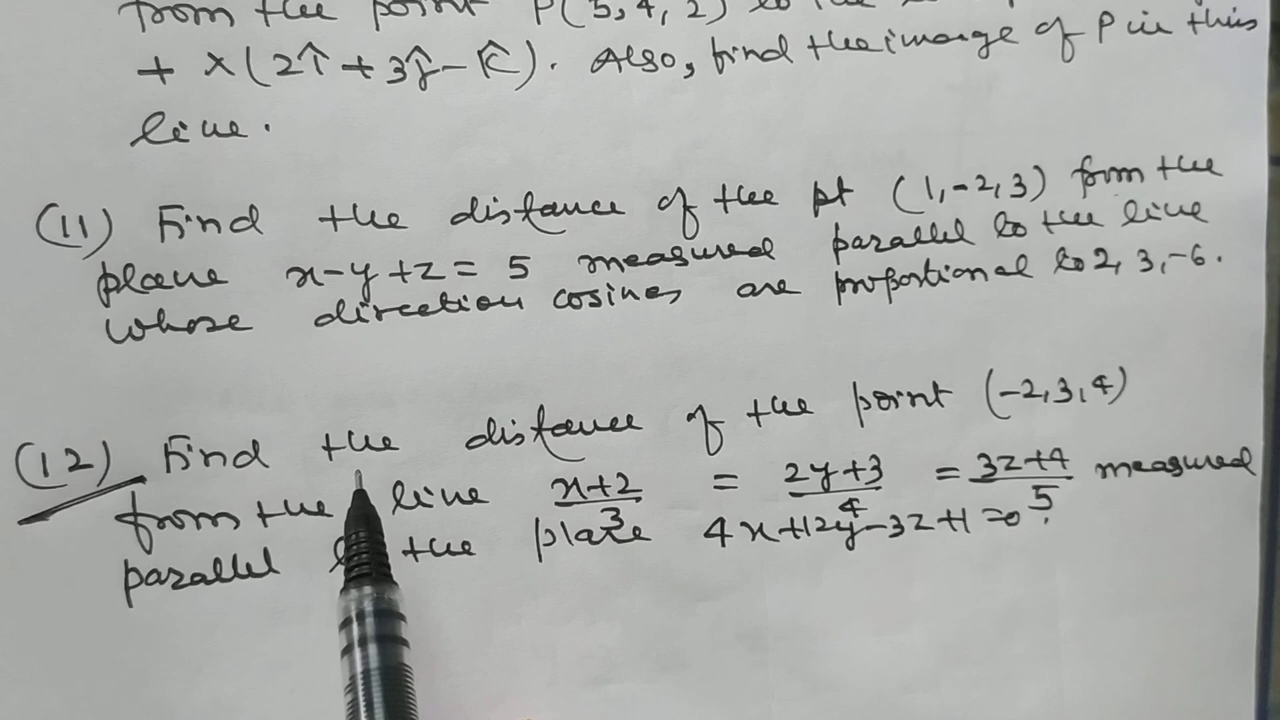 from the point P(5,4,2) to the
+ λ(2î + 3ĵ - k̂). Also, find the image of P in this
line.
(11) Find the distance of the pt (1,-2,3) from the
plane x-y+z = 5 measured parallel to the line
whose direction cosines are proportional to 2, 3, -6.
(12) Find the distance of the point (-2,3,4)
from the line (x+2)/3 = (2y+3)/4 = (3z+4)/5 measured
parallel the plane 4x+12y-3z+1=0.